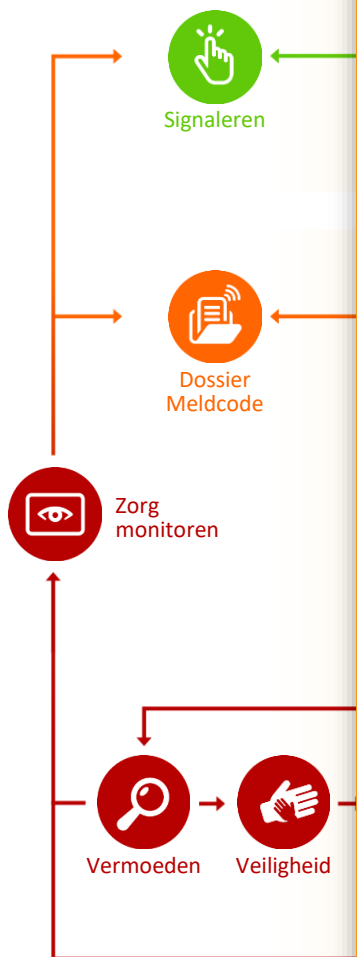 Signaleren
Dossier
Meldcode
Zorg
monitoren
Vermoeden
Veiligheid